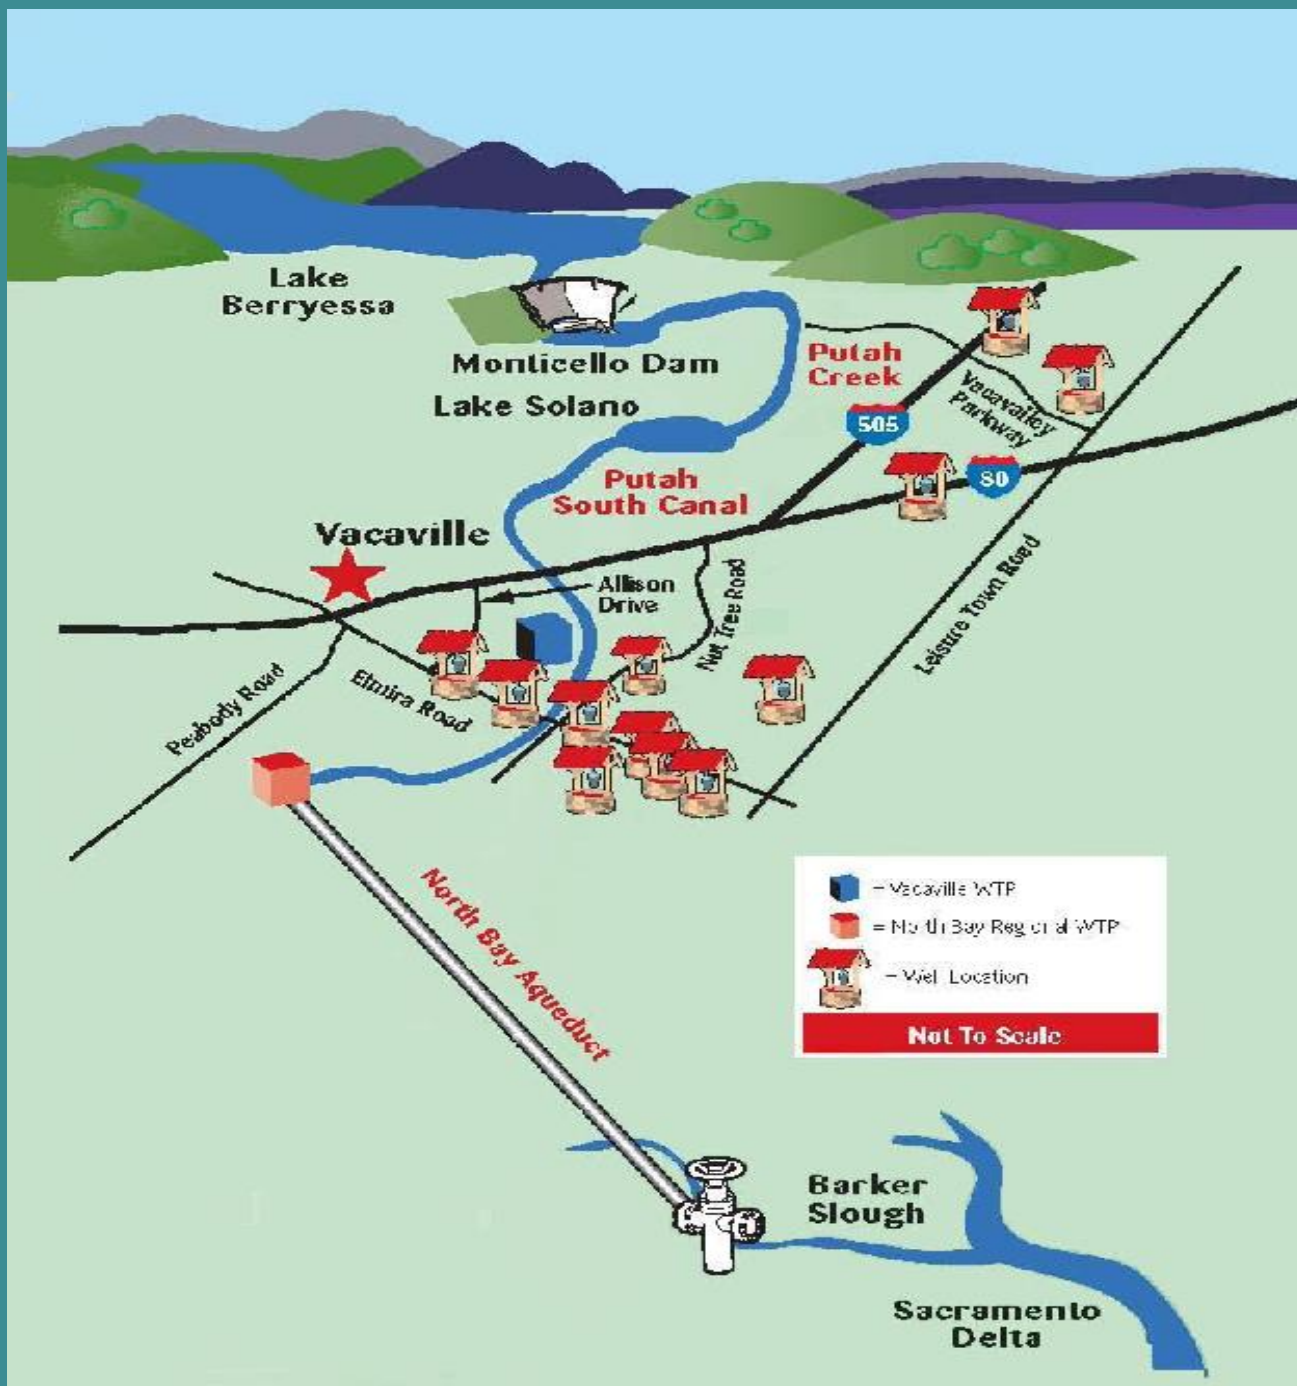 Lake
Berryessa
Monticello Dam
Lake Solano
Putah
Creek
Vacavalley
Parkway
505
80
Putah
South Canal
Vacaville
Allison
Drive
Nut Tree Road
Leisure Town Road
Peabody Road
Elmira Road
North Bay Aqueduct
= Vacaville WTP
= North Bay Regional WTP
= Well Location
Not To Scale
Barker
Slough
Sacramento
Delta